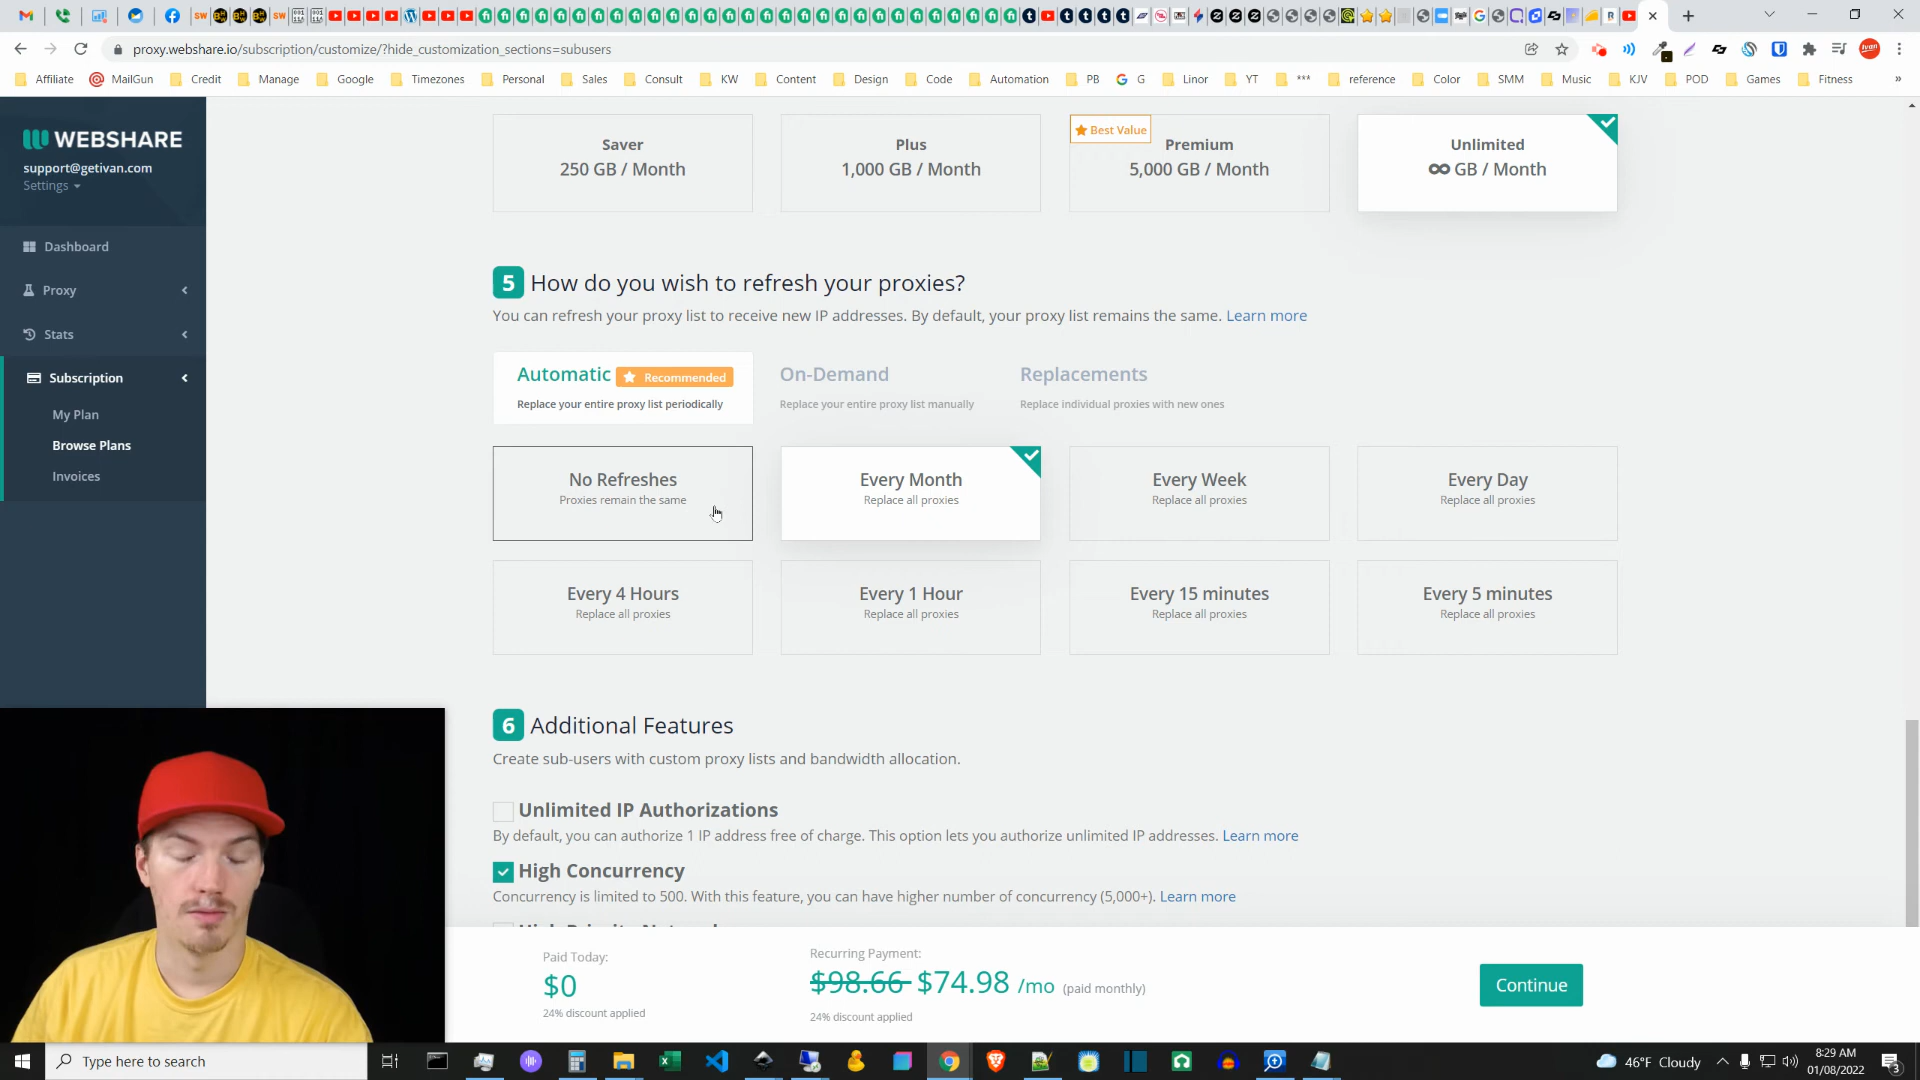 proxy.webshare.io/subscription/customize/?hide_customization_sections=subusers
Affiliate MailGun Credit Manage Google Timezones Personal Sales Consult KW Content Design Code Automation PB G Linor YT *** reference Color SMM Music KJV POD Games Fitness »
WEBSHARE
support@getivan.com
Settings
Dashboard
Proxy
Stats
Subscription
My Plan
Browse Plans
Invoices
Saver
250 GB / Month
Plus
1,000 GB / Month
Best Value
Premium
5,000 GB / Month
Unlimited
∞ GB / Month
5 How do you wish to refresh your proxies?
You can refresh your proxy list to receive new IP addresses. By default, your proxy list remains the same. Learn more
Automatic Recommended
Replace your entire proxy list periodically
On-Demand
Replace your entire proxy list manually
Replacements
Replace individual proxies with new ones
No Refreshes
Proxies remain the same
Every Month
Replace all proxies
Every Week
Replace all proxies
Every Day
Replace all proxies
Every 4 Hours
Replace all proxies
Every 1 Hour
Replace all proxies
Every 15 minutes
Replace all proxies
Every 5 minutes
Replace all proxies
6 Additional Features
Create sub-users with custom proxy lists and bandwidth allocation.
Unlimited IP Authorizations
By default, you can authorize 1 IP address free of charge. This option lets you authorize unlimited IP addresses. Learn more
High Concurrency
Concurrency is limited to 500. With this feature, you can have higher number of concurrency (5,000+). Learn more
Paid Today:
$0
24% discount applied
Recurring Payment:
$98.66 $74.98 /mo (paid monthly)
24% discount applied
Continue
Type here to search
46°F Cloudy
8:29 AM
01/08/2022
3